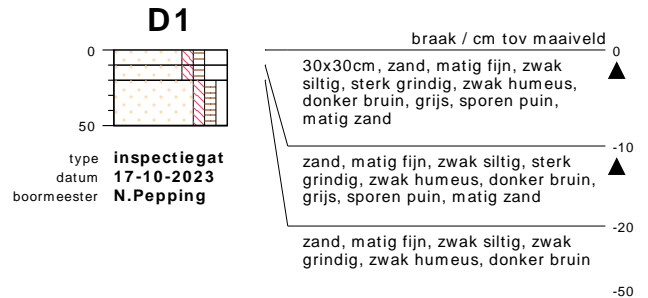 D1
braak / cm tov maaiveld
0
0
30x30cm, zand, matig fijn, zwak
siltig, sterk grindig, zwak humeus,
donker bruin, grijs, sporen puin,
matig zand
50
-10
type inspectiegat
datum 17-10-2023
boormeester N.Pepping
zand, matig fijn, zwak siltig, sterk
grindig, zwak humeus, donker bruin,
grijs, sporen puin, matig zand
-20
zand, matig fijn, zwak siltig, zwak
grindig, zwak humeus, donker bruin
-50